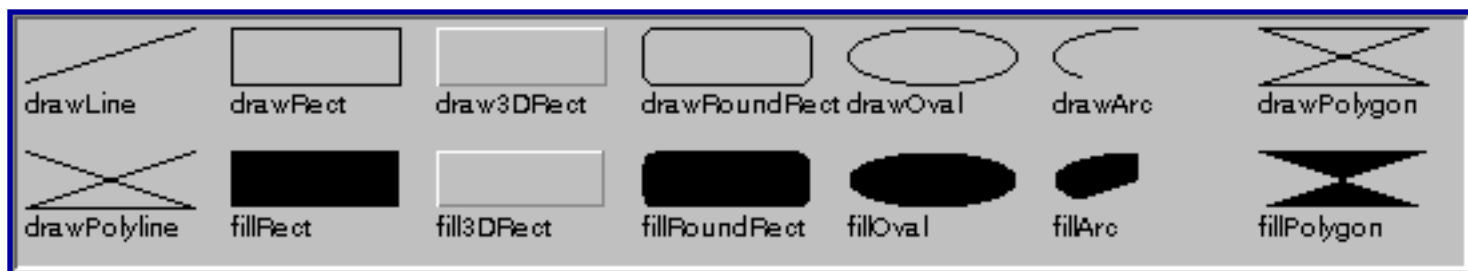 drawLine drawRect draw3DRect drawRoundRect drawOval drawArc drawPolygon
drawPolyline fillRect fill3DRect fillRoundRect fillOval fillArc fillPolygon